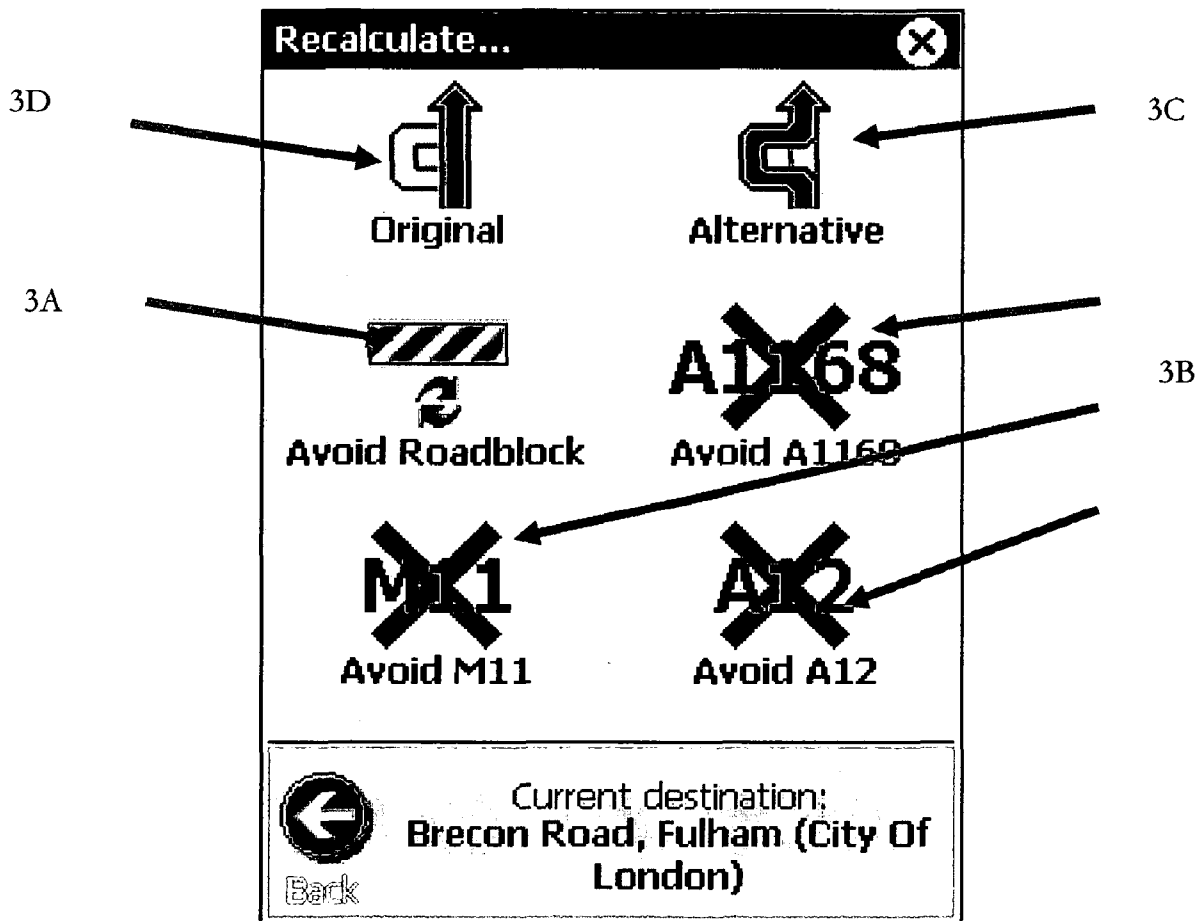 Recalculate...
3D
3C
Original
Alternative
3A
A1168
3B
Avoid Roadblock
Avoid A1168
M11
A12
Avoid M11
Avoid A12
Current destination:
Brecon Road, Fulham (City Of
London)
Back